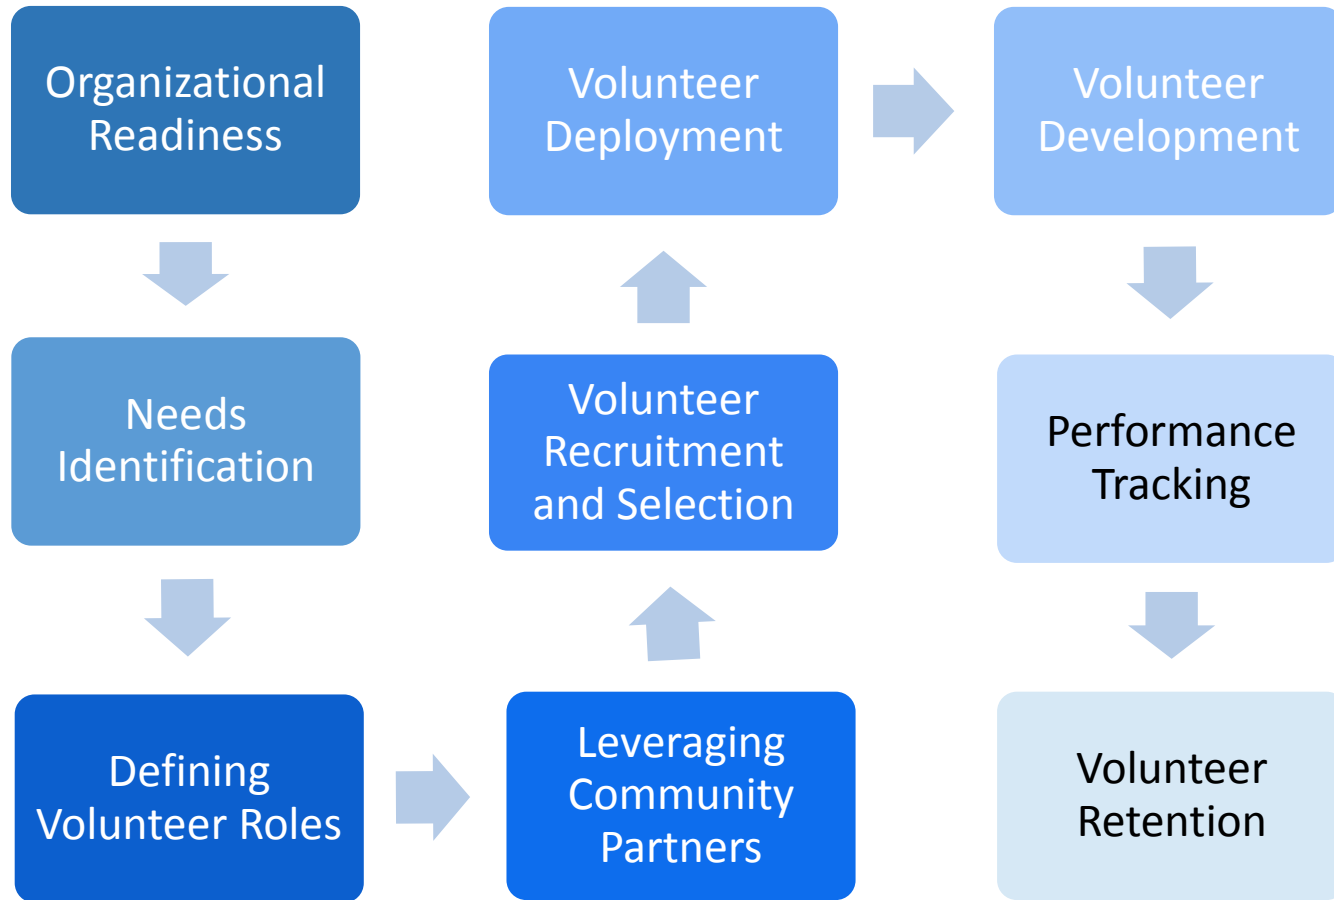 Organizational
Readiness
Needs
Identification
Defining
Volunteer Roles
Leveraging
Community
Partners
Volunteer
Recruitment
and Selection
Volunteer
Deployment
Volunteer
Development
Performance
Tracking
Volunteer
Retention